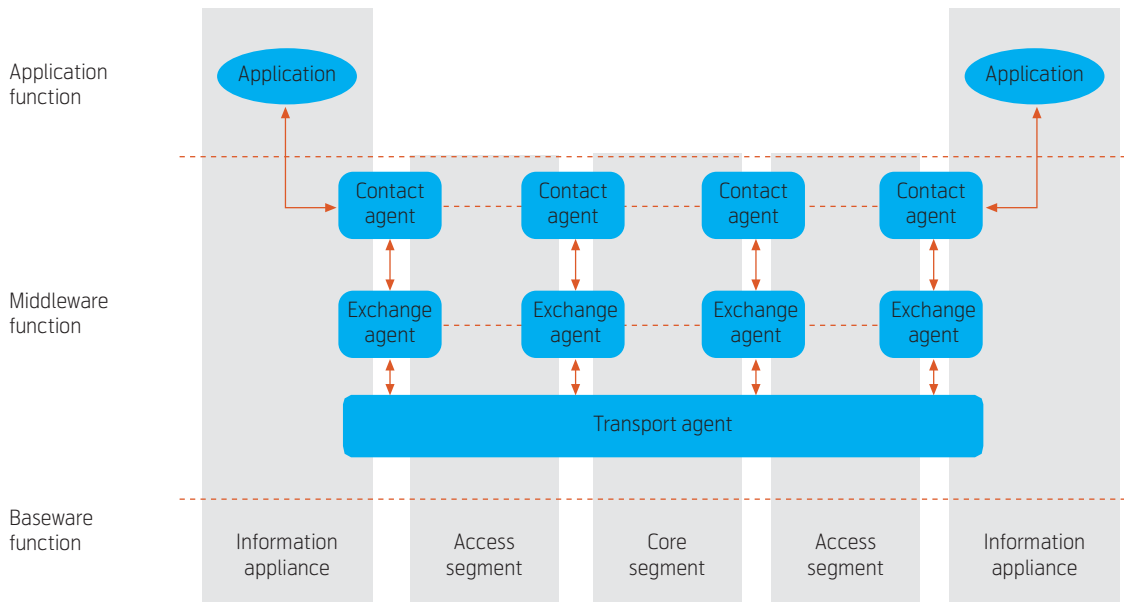 Application
function
Application
Application
Contact
agent
Contact
agent
Contact
agent
Contact
agent
Middleware
function
Exchange
agent
Exchange
agent
Exchange
agent
Exchange
agent
Transport agent
Baseware
function
Information
appliance
Access
segment
Core
segment
Access
segment
Information
appliance